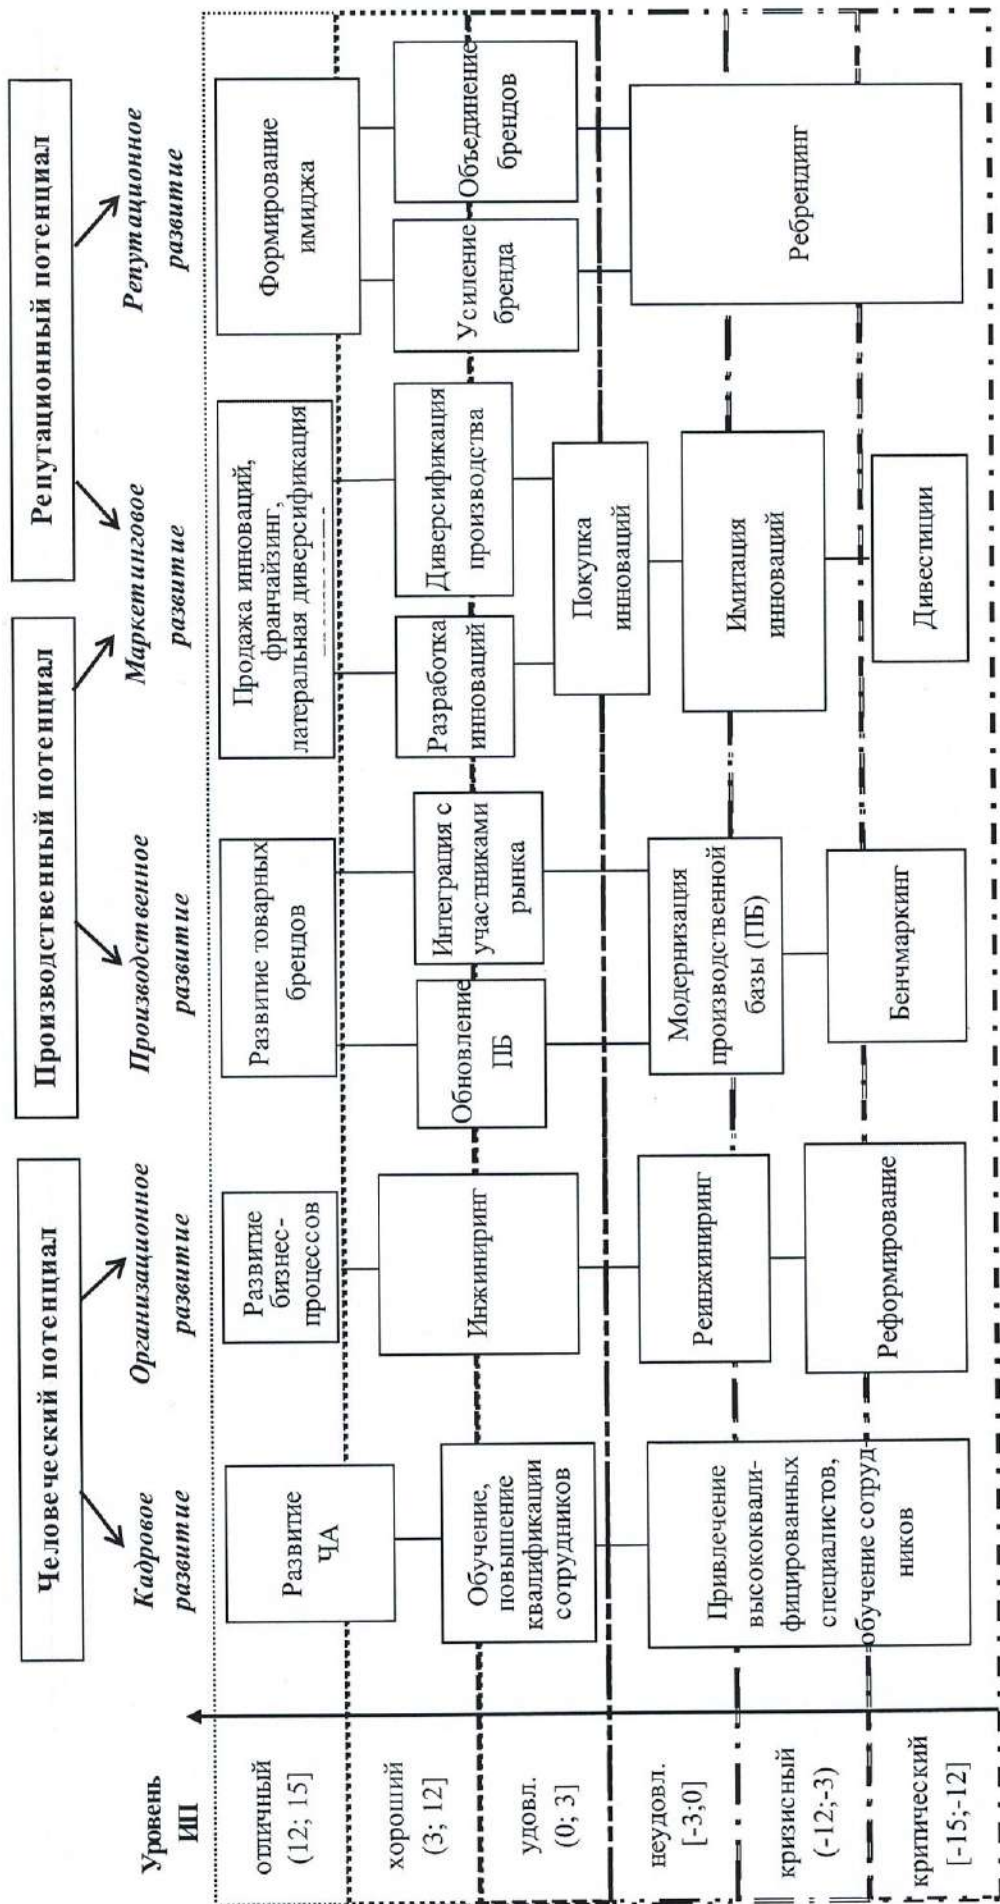 Человеческий потенциал
Производственный потенциал
Репутационный потенциал
Уровень
ИП
Кадровое
развитие
Организационное
развитие
Производственное
развитие
Маркетинговое
развитие
Репутационное
развитие
отличный
(12; 15]
Развитие
ЧА
Развитие
бизнес-
процессов
Развитие товарных
брендов
Продажа инноваций,
франчайзинг,
латеральная диверсификация
Формирование
имиджа
хороший
(3; 12]
удовл.
(0; 3]
Обучение,
повышение
квалификации
сотрудников
Инжиниринг
Обновление
ПБ
Интеграция с
участниками
рынка
Разработка
инноваций
Диверсификация
производства
Усиление
бренда
Объединение
брендов
Покупка
инноваций
неудовл.
[-3;0]
кризисный
(-12;-3)
критический
[-15;-12]
Привлечение
высококвали-
фицированных
специалистов,
обучение сотруд-
ников
Реинжиниринг
Реформирование
Модернизация
производственной
базы (ПБ)
Бенчмаркинг
Имитация
инноваций
Дивестиции
Ребрендинг